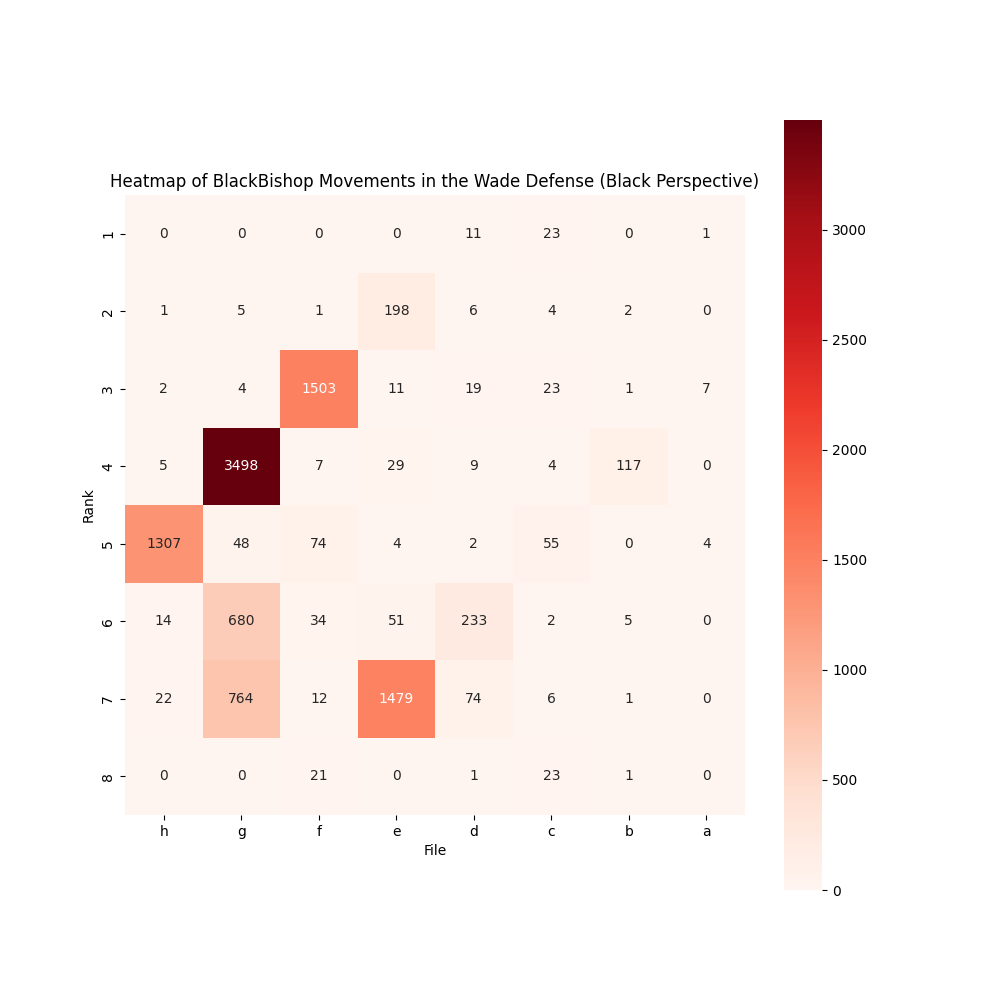 Heatmap of BlackBishop Movements in the Wade Defense (Black Perspective)
1 0 0 0 0 11 23 0 1
2 1 5 1 198 6 4 2 0
3 2 4 1503 11 19 23 1 7
4 5 3498 7 29 9 4 117 0
5 1307 48 74 4 2 55 0 4
6 14 680 34 51 233 2 5 0
7 22 764 12 1479 74 6 1 0
8 0 0 21 0 1 23 1 0
h g f e d c b a
File
Rank
3000
2500
2000
1500
1000
500
0